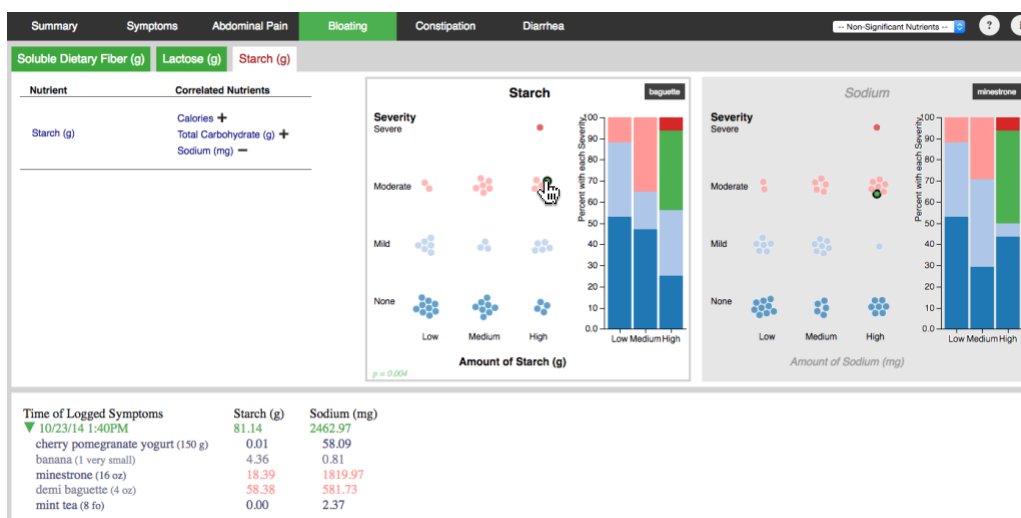 Summary Symptoms Abdominal Pain Bloating Constipation Diarrhea -- Non-Significant Nutrients -- ?
Soluble Dietary Fiber (g) Lactose (g) Starch (g)
Nutrient Correlated Nutrients
Starch (g)
Calories +
Total Carbohydrate (g) +
Sodium (mg) −
Starch baguette
Severity
Severe
Moderate
Mild
None
Low Medium High
Amount of Starch (g)
p = 0.004
Percent with each Severity
100
90
80
70
60
50
40
30
20
10
0.0
Low Medium High
Sodium minestrone
Severity
Severe
Moderate
Mild
None
Low Medium High
Amount of Sodium (mg)
Percent with each Severity
100
90
80
70
60
50
40
30
20
10
0.0
Low Medium High
Time of Logged Symptoms Starch (g) Sodium (mg)
10/23/14 1:40PM 81.14 2462.97
cherry pomegranate yogurt (150 g) 0.01 58.09
banana (1 very small) 4.36 0.81
minestrone (16 oz) 18.39 1819.97
demi baguette (4 oz) 58.38 581.73
mint tea (8 fo) 0.00 2.37